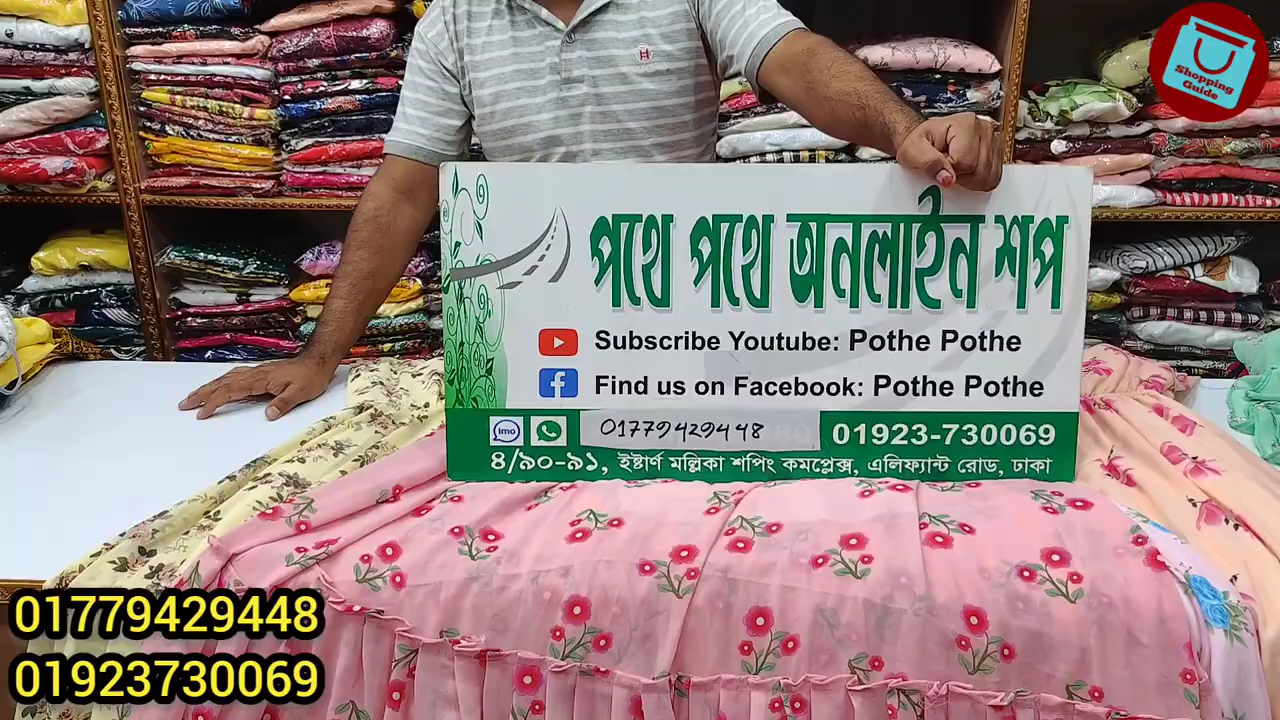 Shopping
Guide
পথে পথে অনলাইন শপ
Subscribe Youtube: Pothe Pothe
Find us on Facebook: Pothe Pothe
imo
01779429448
01923-730069
৪/৯০-৯১, ইষ্টার্ণ মল্লিকা শপিং কমপ্লেক্স, এলিফ্যান্ট রোড, ঢাকা
01779429448
01923730069